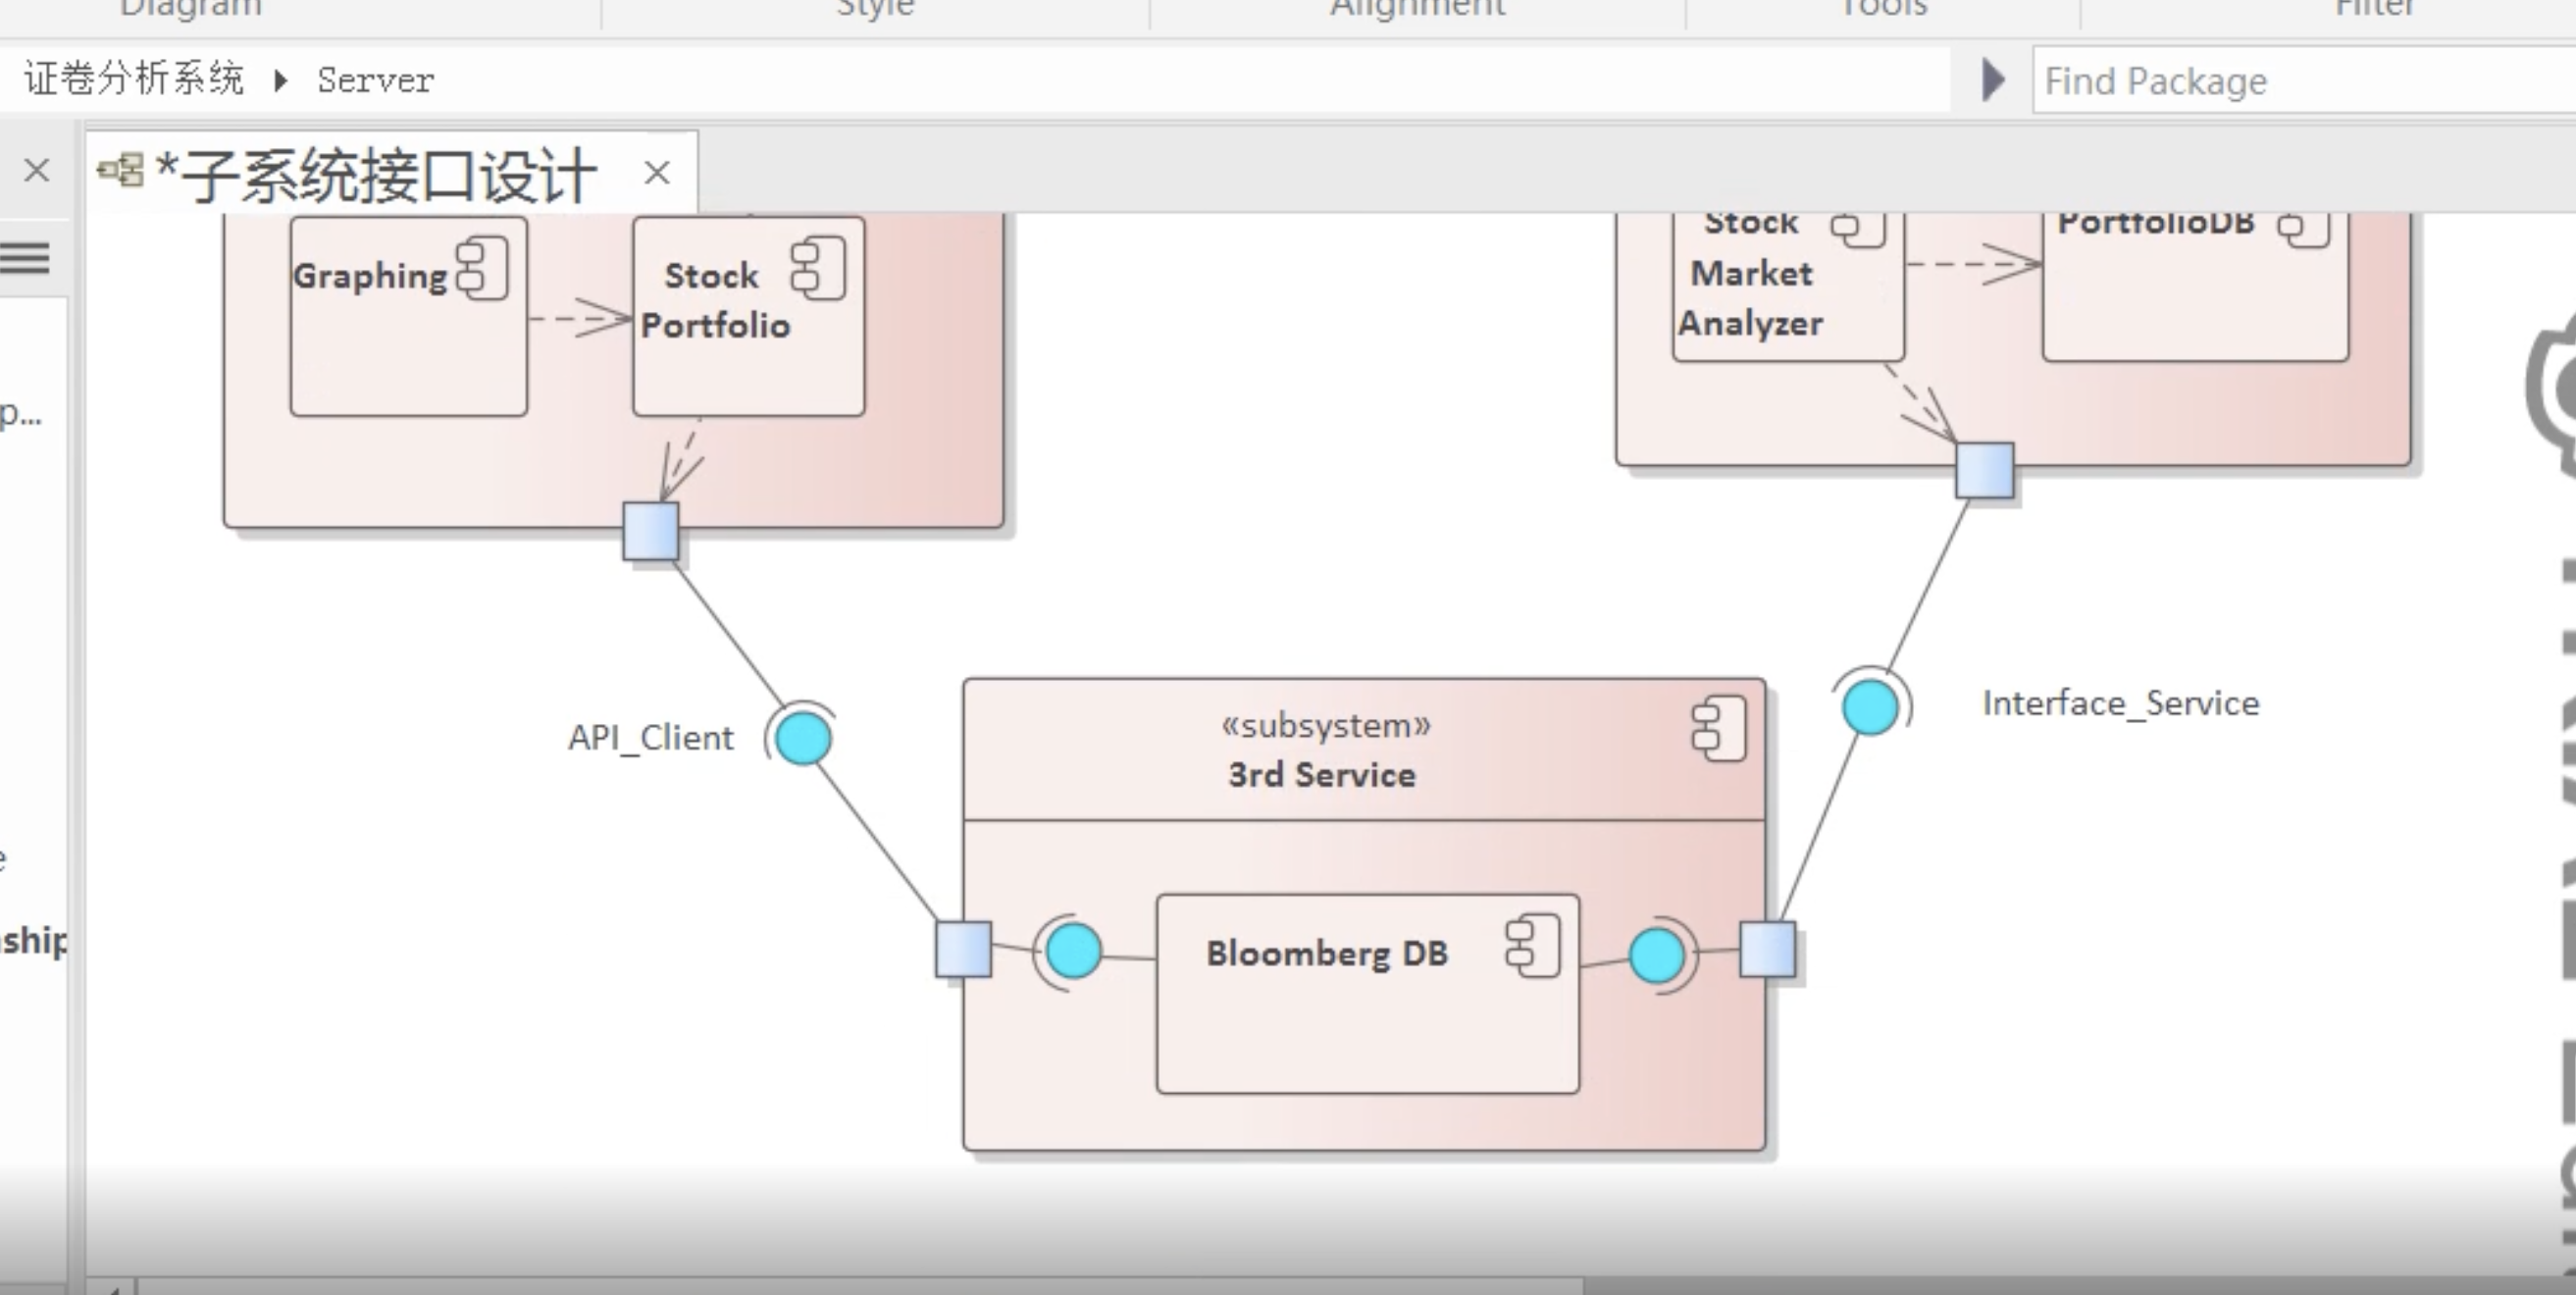 Diagram
Style
Alignment
Tools
Filter
证卷分析系统
Server
Find Package
*子系统接口设计
Graphing
Stock
Portfolio
Stock
Market
Analyzer
PortfolioDB
p...
API_Client
Interface_Service
«subsystem»
3rd Service
e
ship
Bloomberg DB